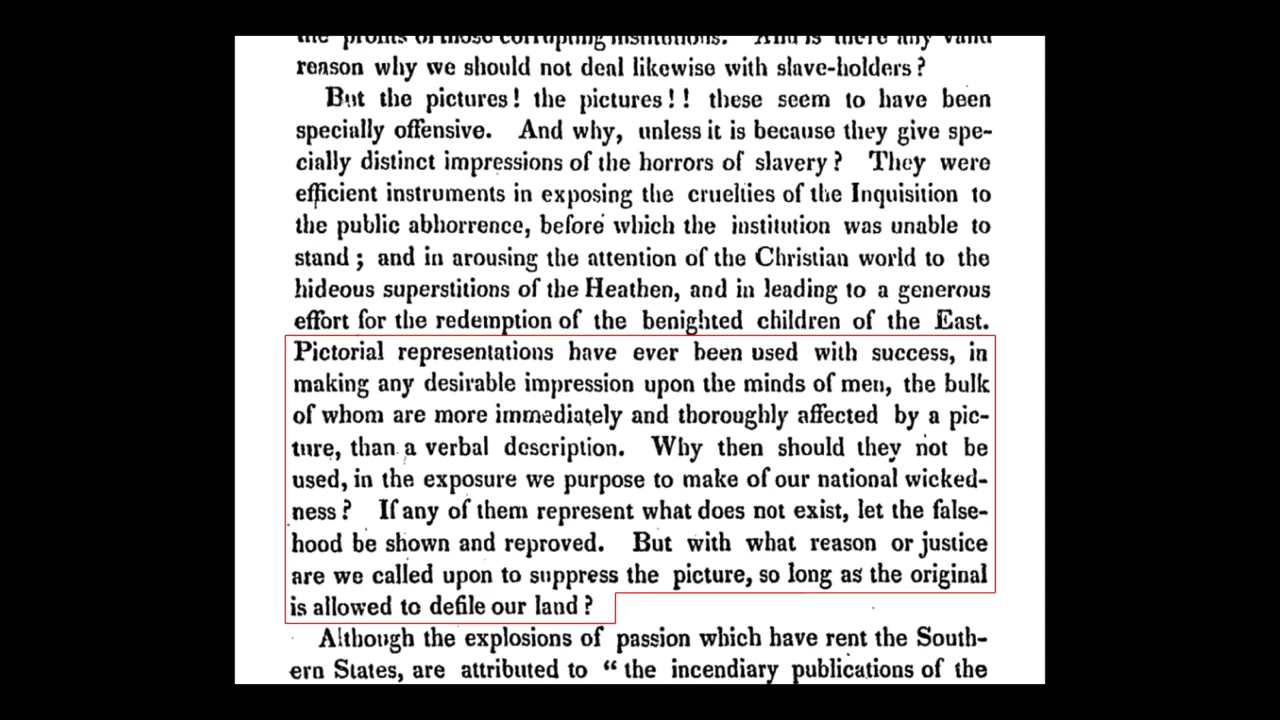 the profits of those corrupting institutions. And is there any valid
reason why we should not deal likewise with slave-holders?
But the pictures! the pictures!! these seem to have been
specially offensive. And why, unless it is because they give spe-
cially distinct impressions of the horrors of slavery? They were
efficient instruments in exposing the cruelties of the Inquisition to
the public abhorrence, before which the institution was unable to
stand; and in arousing the attention of the Christian world to the
hideous superstitions of the Heathen, and in leading to a generous
effort for the redemption of the benighted children of the East.
Pictorial representations have ever been used with success, in
making any desirable impression upon the minds of men, the bulk
of whom are more immediately and thoroughly affected by a pic-
ture, than a verbal description. Why then should they not be
used, in the exposure we purpose to make of our national wicked-
ness? If any of them represent what does not exist, let the false-
hood be shown and reproved. But with what reason or justice
are we called upon to suppress the picture, so long as the original
is allowed to defile our land?
Although the explosions of passion which have rent the South-
ern States, are attributed to "the incendiary publications of the